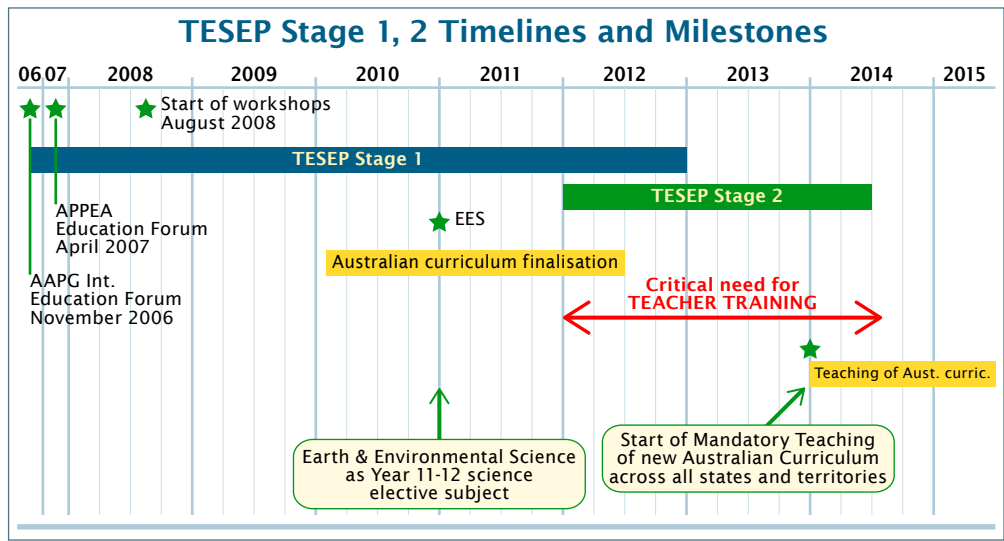 TESEP Stage 1, 2 Timelines and Milestones
06 07 2008 2009 2010 2011 2012 2013 2014 2015
Start of workshops
August 2008
TESEP Stage 1
TESEP Stage 2
APPEA
Education Forum
April 2007
EES
Australian curriculum finalisation
AAPG Int.
Education Forum
November 2006
Critical need for
TEACHER TRAINING
Teaching of Aust. curric.
Earth & Environmental Science
as Year 11-12 science
elective subject
Start of Mandatory Teaching
of new Australian Curriculum
across all states and territories